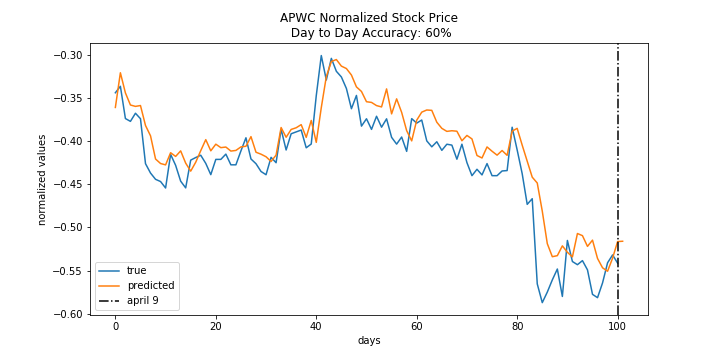 APWC Normalized Stock Price
Day to Day Accuracy: 60%
normalized values
−0.30
−0.35
−0.40
−0.45
−0.50
−0.55
−0.60
true
predicted
april 9
0
20
40
60
80
100
days